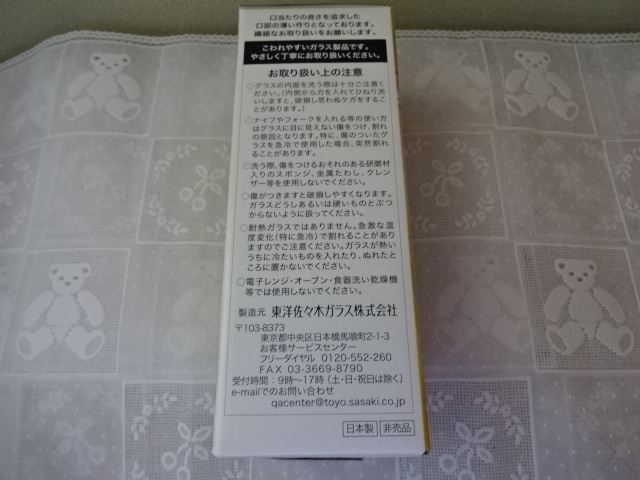 口当たりの良さを追求した
口部の薄い作りとなっております。
繊細なお取り扱いをお願いします。
こわれやすいガラス製品です。
やさしく丁寧にお取り扱いください。
お取り扱い上の注意
○グラスの内面を洗う際は十分ご注意く
ださい。(内側から力を入れてひねり洗
いしますと、破損し思わぬケガをするこ
とがあります。)
○ナイフやフォークを入れる等の使い方
はグラスに目に見えない傷をつけ、割れ
の原因となります。特に、傷のついたグ
ラスを急冷で使用した場合、突然割れ
ることがあります。
○洗う際、傷をつけるおそれのある研磨材
入りのスポンジ、金属たわし、クレン
ザー等を使用しないでください。
○傷がつきますと破損しやすくなります。
ガラスどうしあるいは硬いものとぶつ
からないように扱ってください。
○耐熱ガラスではありません。急激な温
度変化(特に急冷)で割れることがあり
ますのでご注意ください。ガラスが熱い
うちに冷たいものを入れたり、ぬれたと
ころに置かないでください。
○電子レンジ・オーブン・食器洗い乾燥機
等では使用しないでください。
製造元 東洋佐々木ガラス株式会社
〒103-8373
東京都中央区日本橋馬喰町2-1-3
お客様サービスセンター
フリーダイヤル 0120-552-260
FAX 03-3669-8790
受付時間：9時〜17時(土・日・祝日は除く)
e-mailでのお問い合わせ
qacenter@toyo.sasaki.co.jp
日本製 非売品